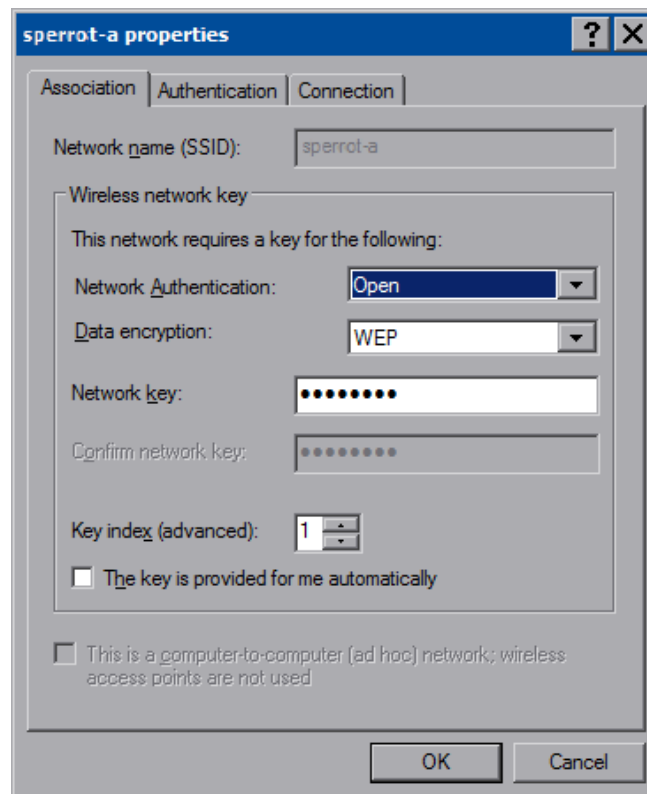 sperrot-a properties
Association Authentication Connection
Network name (SSID): sperrot-a
Wireless network key
This network requires a key for the following:
Network Authentication: Open
Data encryption: WEP
Network key: ••••••••
Confirm network key: ••••••••
Key index (advanced): 1
The key is provided for me automatically
This is a computer-to-computer (ad hoc) network; wireless
access points are not used
OK Cancel